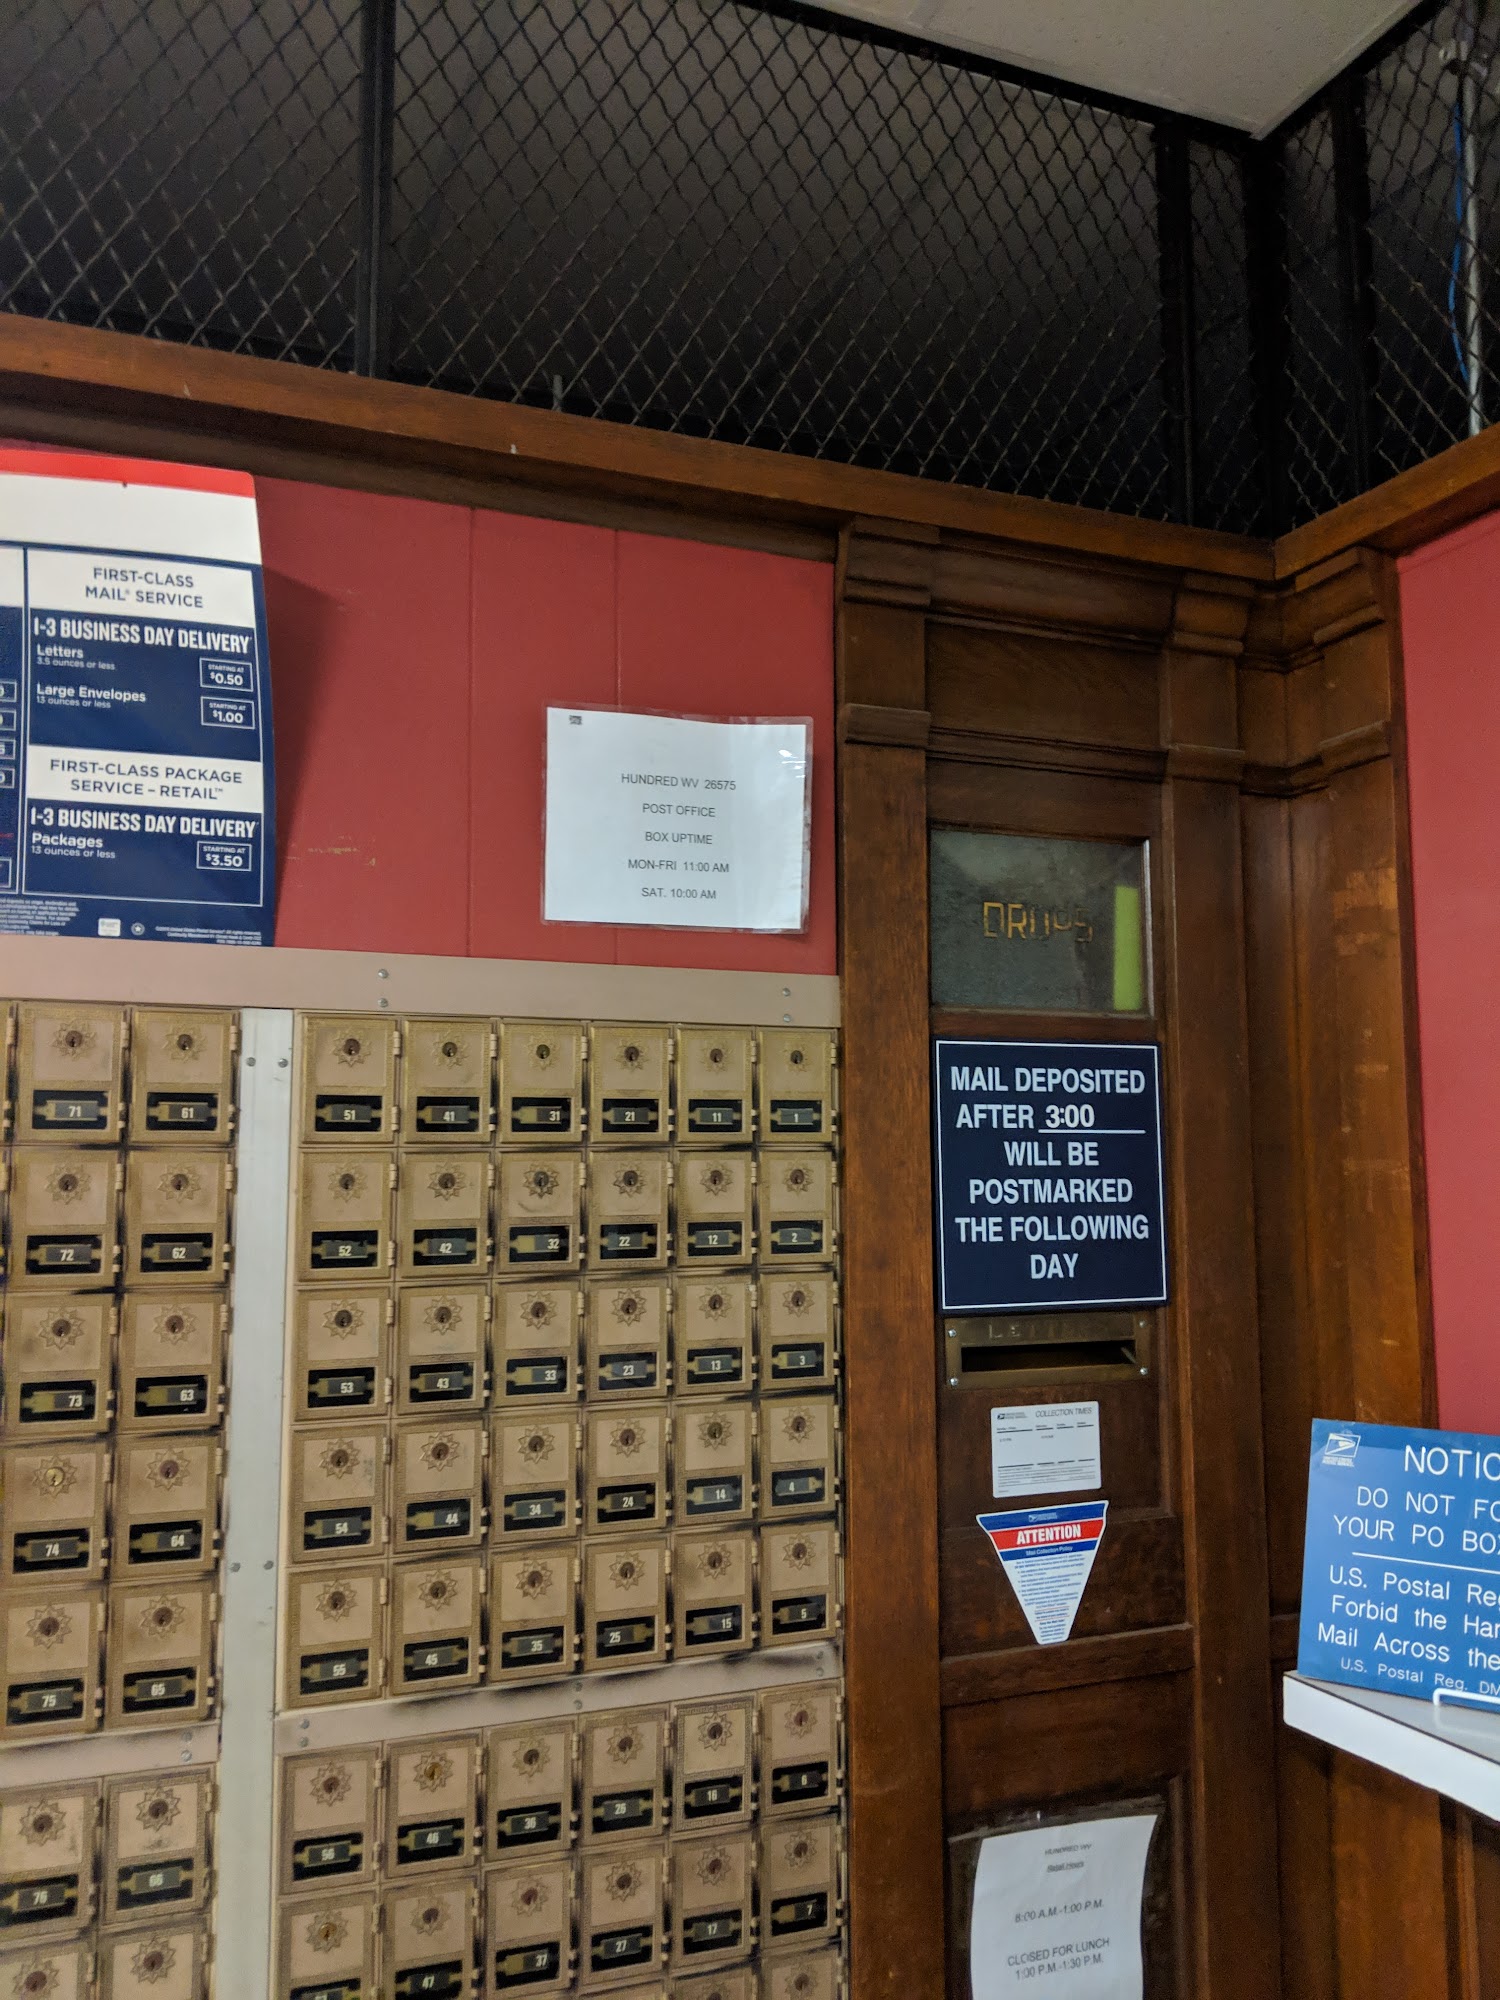 FIRST-CLASS
MAIL® SERVICE
1-3 BUSINESS DAY DELIVERY
Letters
3.5 ounces or less
STARTING AT
$0.50
Large Envelopes
13 ounces or less
STARTING AT
$1.00
FIRST-CLASS PACKAGE
SERVICE – RETAIL™
1-3 BUSINESS DAY DELIVERY
Packages
13 ounces or less
STARTING AT
$3.50
HUNDRED WV 26575
POST OFFICE
BOX UPTIME
MON-FRI 11:00 AM
SAT. 10:00 AM
MAIL DEPOSITED
AFTER 3:00
WILL BE
POSTMARKED
THE FOLLOWING
DAY
COLLECTION TIMES
ATTENTION
Mail Collection Policy
NOTIC
DO NOT FO
YOUR PO BOX
U.S. Postal Reg
Forbid the Han
Mail Across the
U.S. Postal Reg. DM
HUNDRED WV
8:00 A.M.-1:00 P.M.
CLOSED FOR LUNCH
1:00 P.M.-1:30 P.M.
71 61 51 41 31 21 11 1
72 62 52 42 32 22 12 2
73 63 53 43 33 23 13 3
74 64 54 44 34 24 14 4
75 65 55 45 35 25 15 5
76 66 56 46 36 26 16 6
47 37 27 17 7